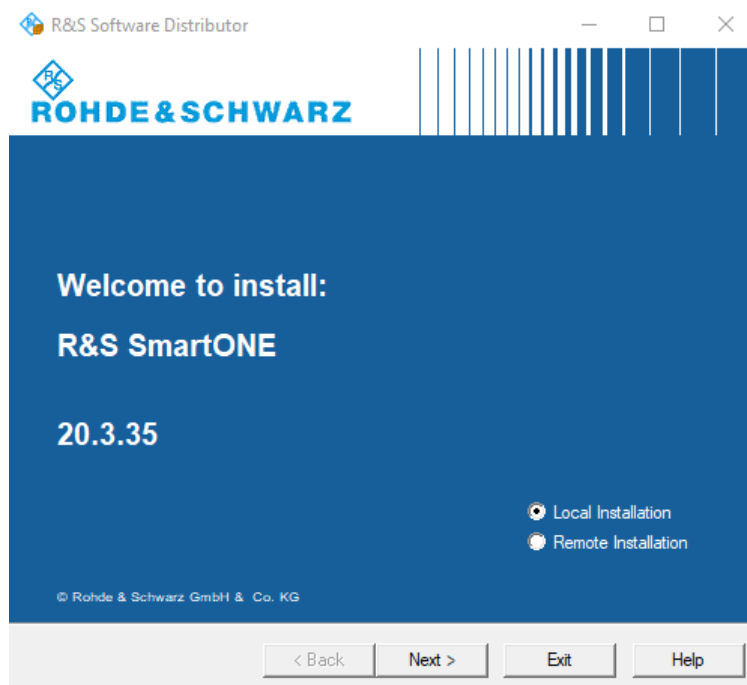 R&S Software Distributor
R&S
ROHDE&SCHWARZ
Welcome to install:
R&S SmartONE
20.3.35
Local Installation
Remote Installation
© Rohde & Schwarz GmbH & Co. KG
< Back
Next >
Exit
Help